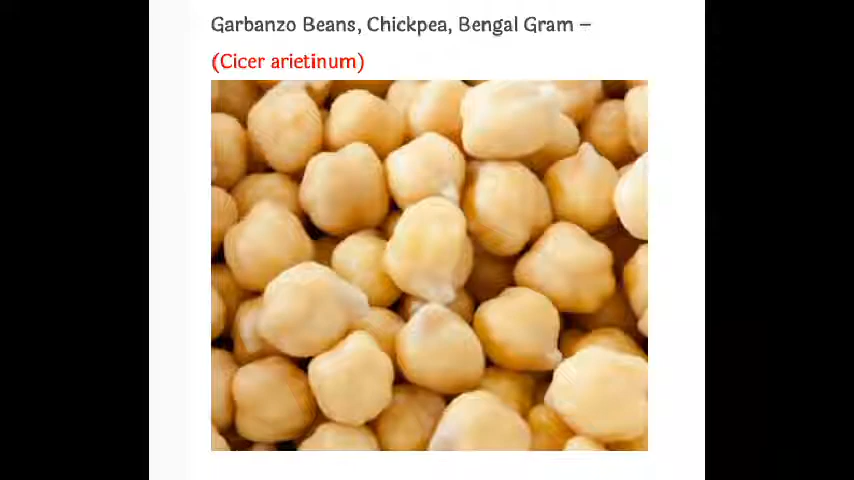 Garbanzo Beans, Chickpea, Bengal Gram –
(Cicer arietinum)